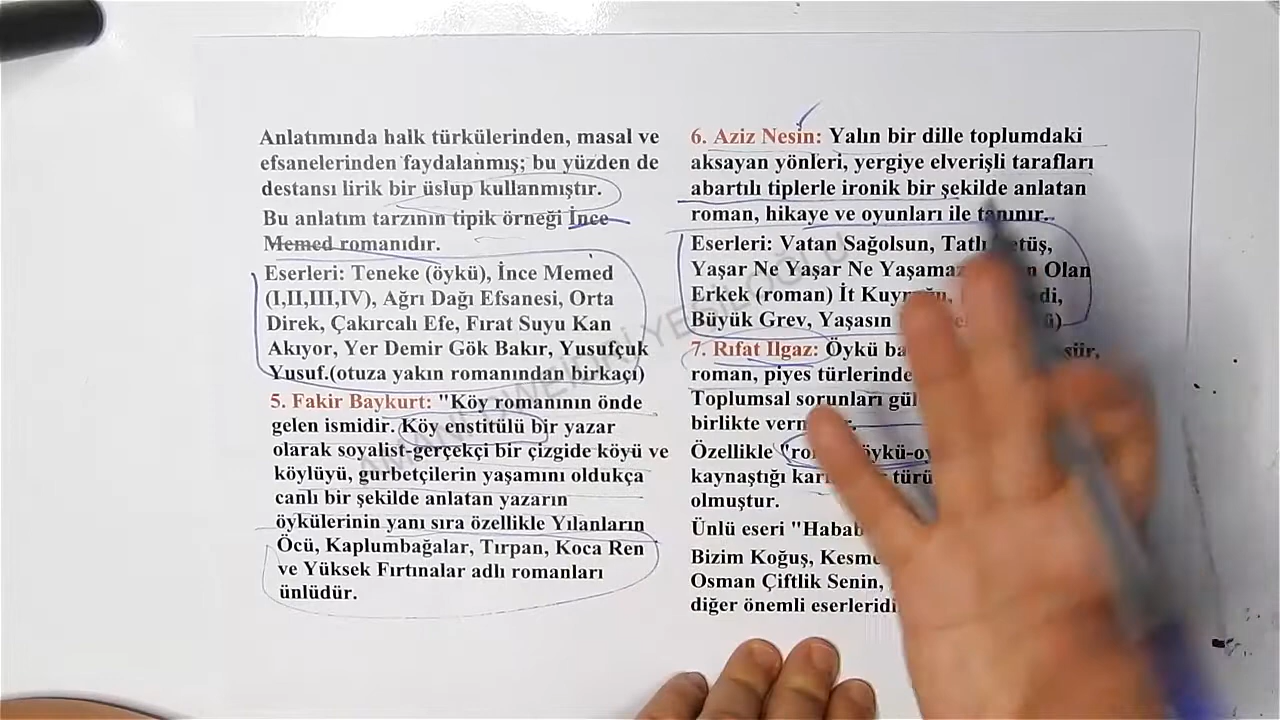 Anlatımında halk türkülerinden, masal ve
efsanelerinden faydalanmış; bu yüzden de
destansı lirik bir üslup kullanmıştır.
Bu anlatım tarzının tipik örneği İnce
Memed romanıdır.
Eserleri: Teneke (öykü), İnce Memed
(I,II,III,IV), Ağrı Dağı Efsanesi, Orta
Direk, Çakırcalı Efe, Fırat Suyu Kan
Akıyor, Yer Demir Gök Bakır, Yusufçuk
Yusuf.(otuza yakın romanından birkaçı)
5. Fakir Baykurt: "Köy romanının önde
gelen ismidir. Köy enstitülü bir yazar
olarak soyalist-gerçekçi bir çizgide köyü ve
köylüyü, gurbetçilerin yaşamını oldukça
canlı bir şekilde anlatan yazarın
öykülerinin yanı sıra özellikle Yılanların
Öcü, Kaplumbağalar, Tırpan, Koca Ren
ve Yüksek Fırtınalar adlı romanları
ünlüdür.
6. Aziz Nesin: Yalın bir dille toplumdaki
aksayan yönleri, yergiye elverişli tarafları
abartılı tiplerle ironik bir şekilde anlatan
roman, hikaye ve oyunları ile tanınır.
Eserleri: Vatan Sağolsun,
Yaşar Ne Yaşar Ne Yaşamaz Olan
Erkek (roman) İt
Büyük Grev, Yaşasın
7. Rıfat Ilgaz: Öykü
roman, piyes türlerinde
Toplumsal sorunları
birlikte
Özellikle
kaynaştığı
olmuştur.
Ünlü eseri
Bizim Koğuş,
Osman Çiftlik Senin,
diğer önemli